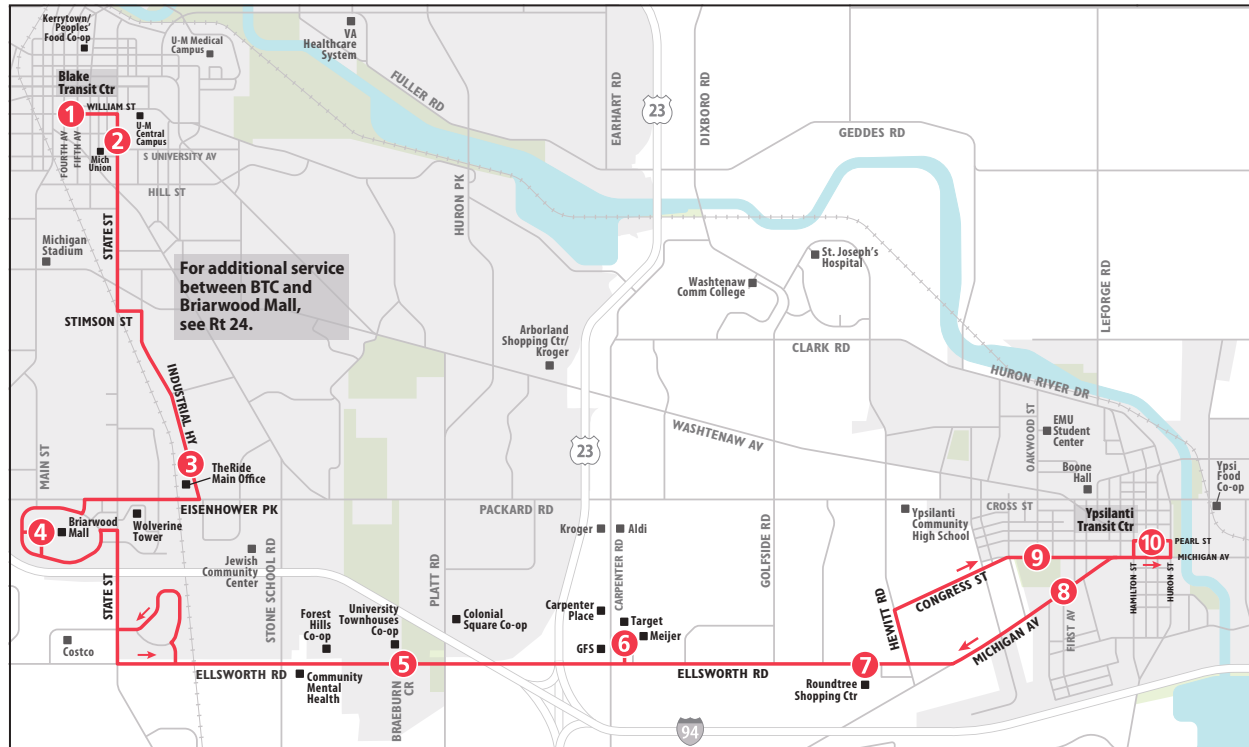 Kerrytown/
Peoples'
Food Co-op
U-M Medical
Campus
VA
Healthcare
System
Blake
Transit Ctr
1
WILLIAM ST
2
U-M
Central
Campus
Mich
Union
FOURTH AV
FIFTH AV
S UNIVERSITY AV
HILL ST
STATE ST
Michigan
Stadium
For additional service
between BTC and
Briarwood Mall,
see Rt 24.
STIMSON ST
INDUSTRIAL HY
3
TheRide
Main Office
MAIN ST
EISENHOWER PK
4
Briarwood
Mall
Wolverine
Tower
Jewish
Community
Center
STATE ST
Costco
STONE SCHOOL RD
Forest
Hills
Co-op
University
Townhouses
Co-op
PLATT RD
Colonial
Square Co-op
ELLSWORTH RD
Community
Mental
Health
5
BRAEBURN
CR
FULLER RD
HURON PK
EARHART RD
23
DIXBORO RD
GEDDES RD
Washtenaw
Comm College
St. Joseph's
Hospital
Arborland
Shopping Ctr/
Kroger
CLARK RD
LEFORGE RD
HURON RIVER DR
WASHTENAW AV
23
PACKARD RD
Kroger
Aldi
CARPENTER RD
Carpenter
Place
Target
Meijer
GFS
6
GOLFSIDE RD
ELLSWORTH RD
7
Roundtree
Shopping Ctr
94
HEWITT RD
CONGRESS ST
MICHIGAN AV
8
FIRST AV
9
Ypsilanti
Community
High School
OAKWOOD ST
EMU
Student
Center
Boone
Hall
CROSS ST
Ypsi
Food
Co-op
Ypsilanti
Transit Ctr
10
PEARL ST
MICHIGAN AV
HAMILTON ST
HURON ST